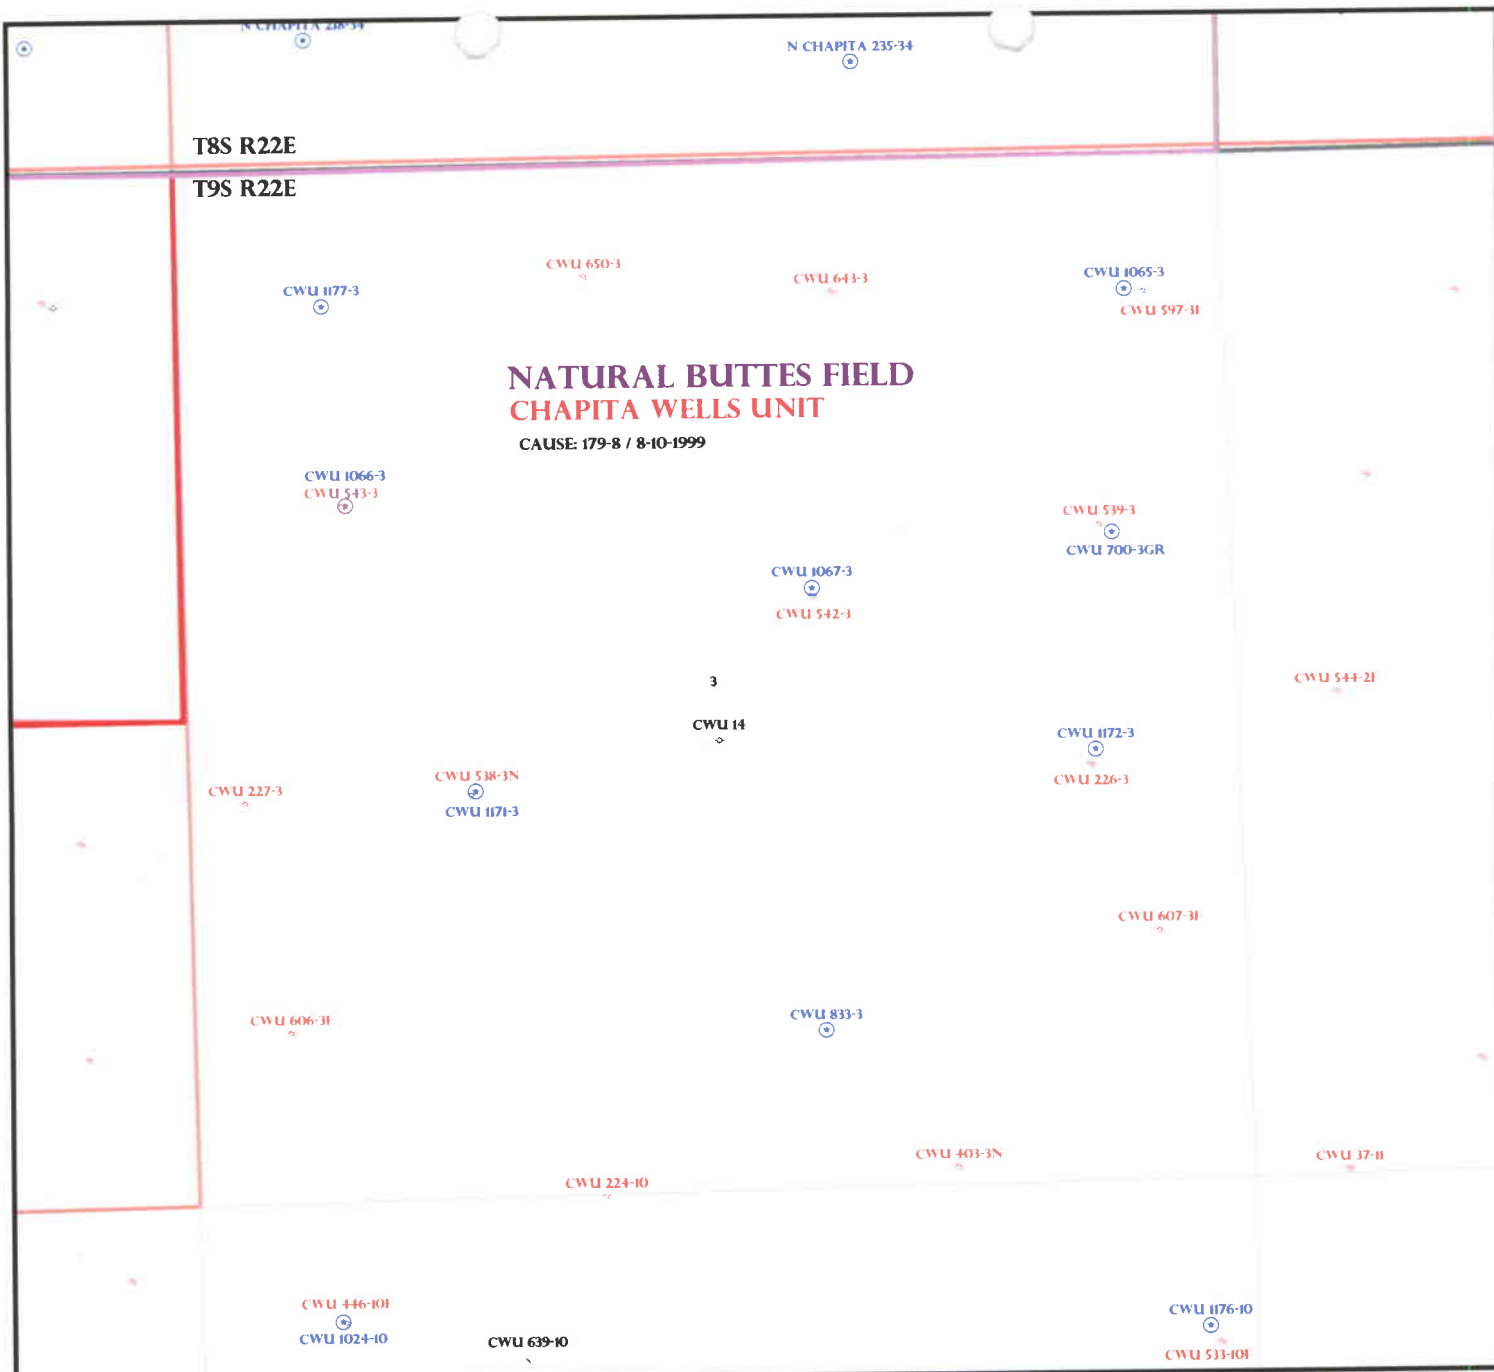 N CHAPITA 235-34
T8S R22E
T9S R22E
CWU 650-3
CWU 643-3
CWU 1065-3
CWU 1177-3
CWU 597-3F
NATURAL BUTTES FIELD
CHAPITA WELLS UNIT
CAUSE: 179-8 / 8-10-1999
CWU 1066-3
CWU 543-3
CWU 539-3
CWU 700-3GR
CWU 1067-3
CWU 542-3
3
CWU 544-2F
CWU 14
CWU 1172-3
CWU 538-3N
CWU 226-3
CWU 227-3
CWU 1171-3
CWU 607-3F
CWU 833-3
CWU 606-3F
CWU 403-3N
CWU 37-11
CWU 224-10
CWU 446-10F
CWU 1176-10
CWU 1024-10
CWU 639-10
CWU 533-10F